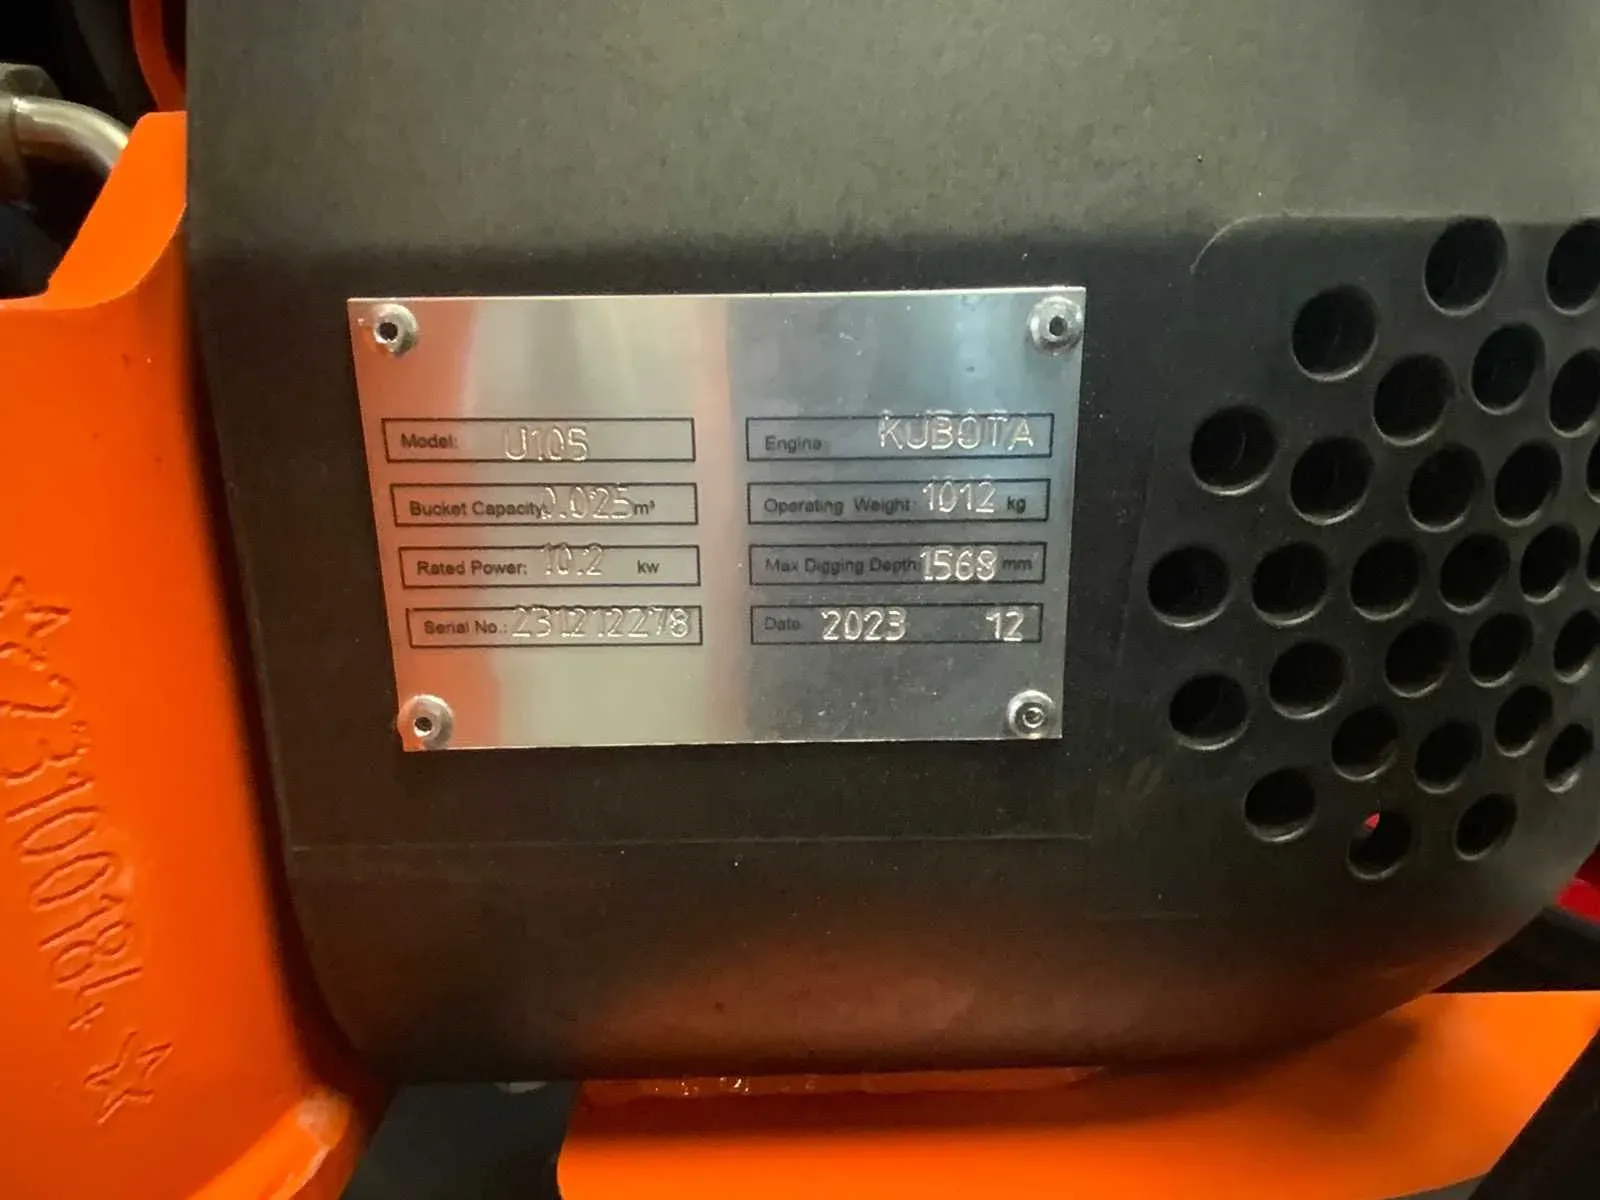 Model: U105
Engine: KUBOTA
Bucket Capacity: 0.025 m³
Operating Weight: 1012 kg
Rated Power: 10.2 kw
Max Digging Depth: 1568 mm
Serial No.: 231212278
Date 2023 12